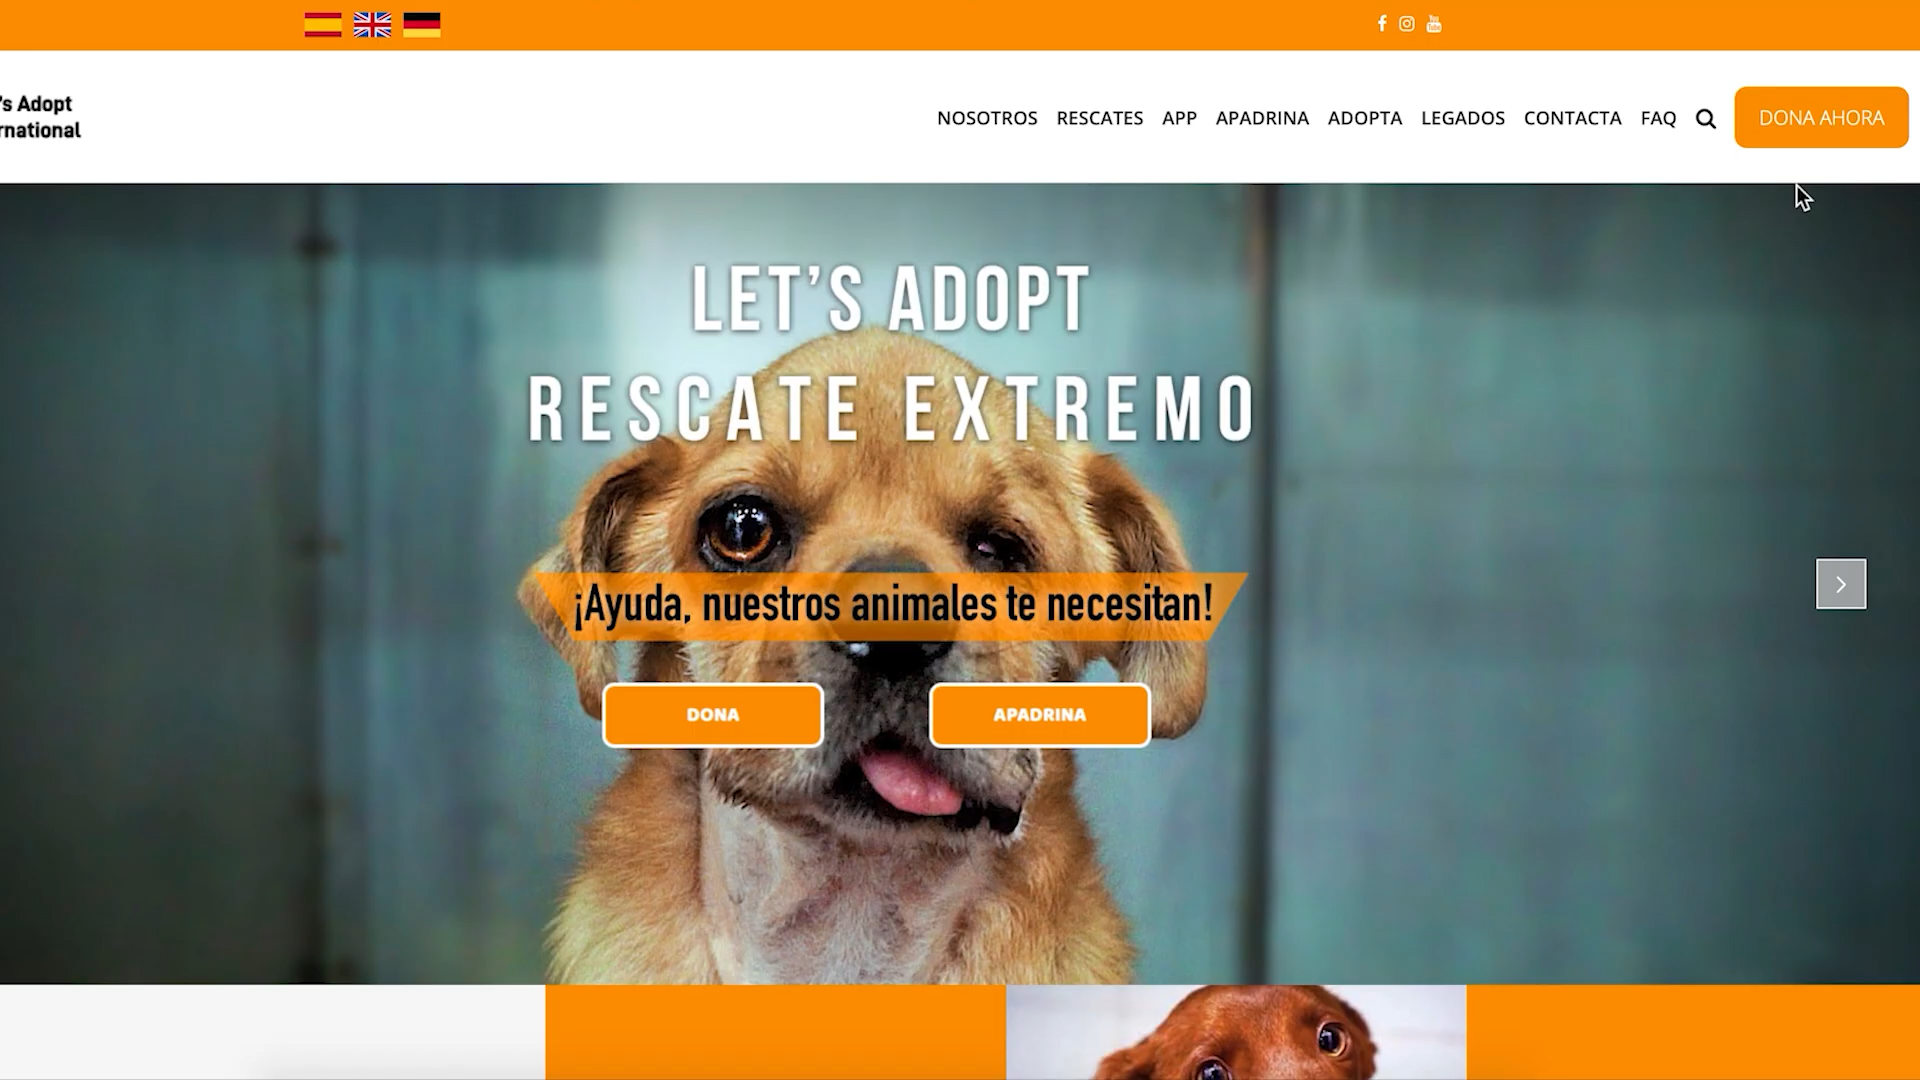 's Adopt
rnational
NOSOTROS RESCATES APP APADRINA ADOPTA LEGADOS CONTACTA FAQ DONA AHORA
LET'S ADOPT
RESCATE EXTREMO
¡Ayuda, nuestros animales te necesitan!
DONA APADRINA